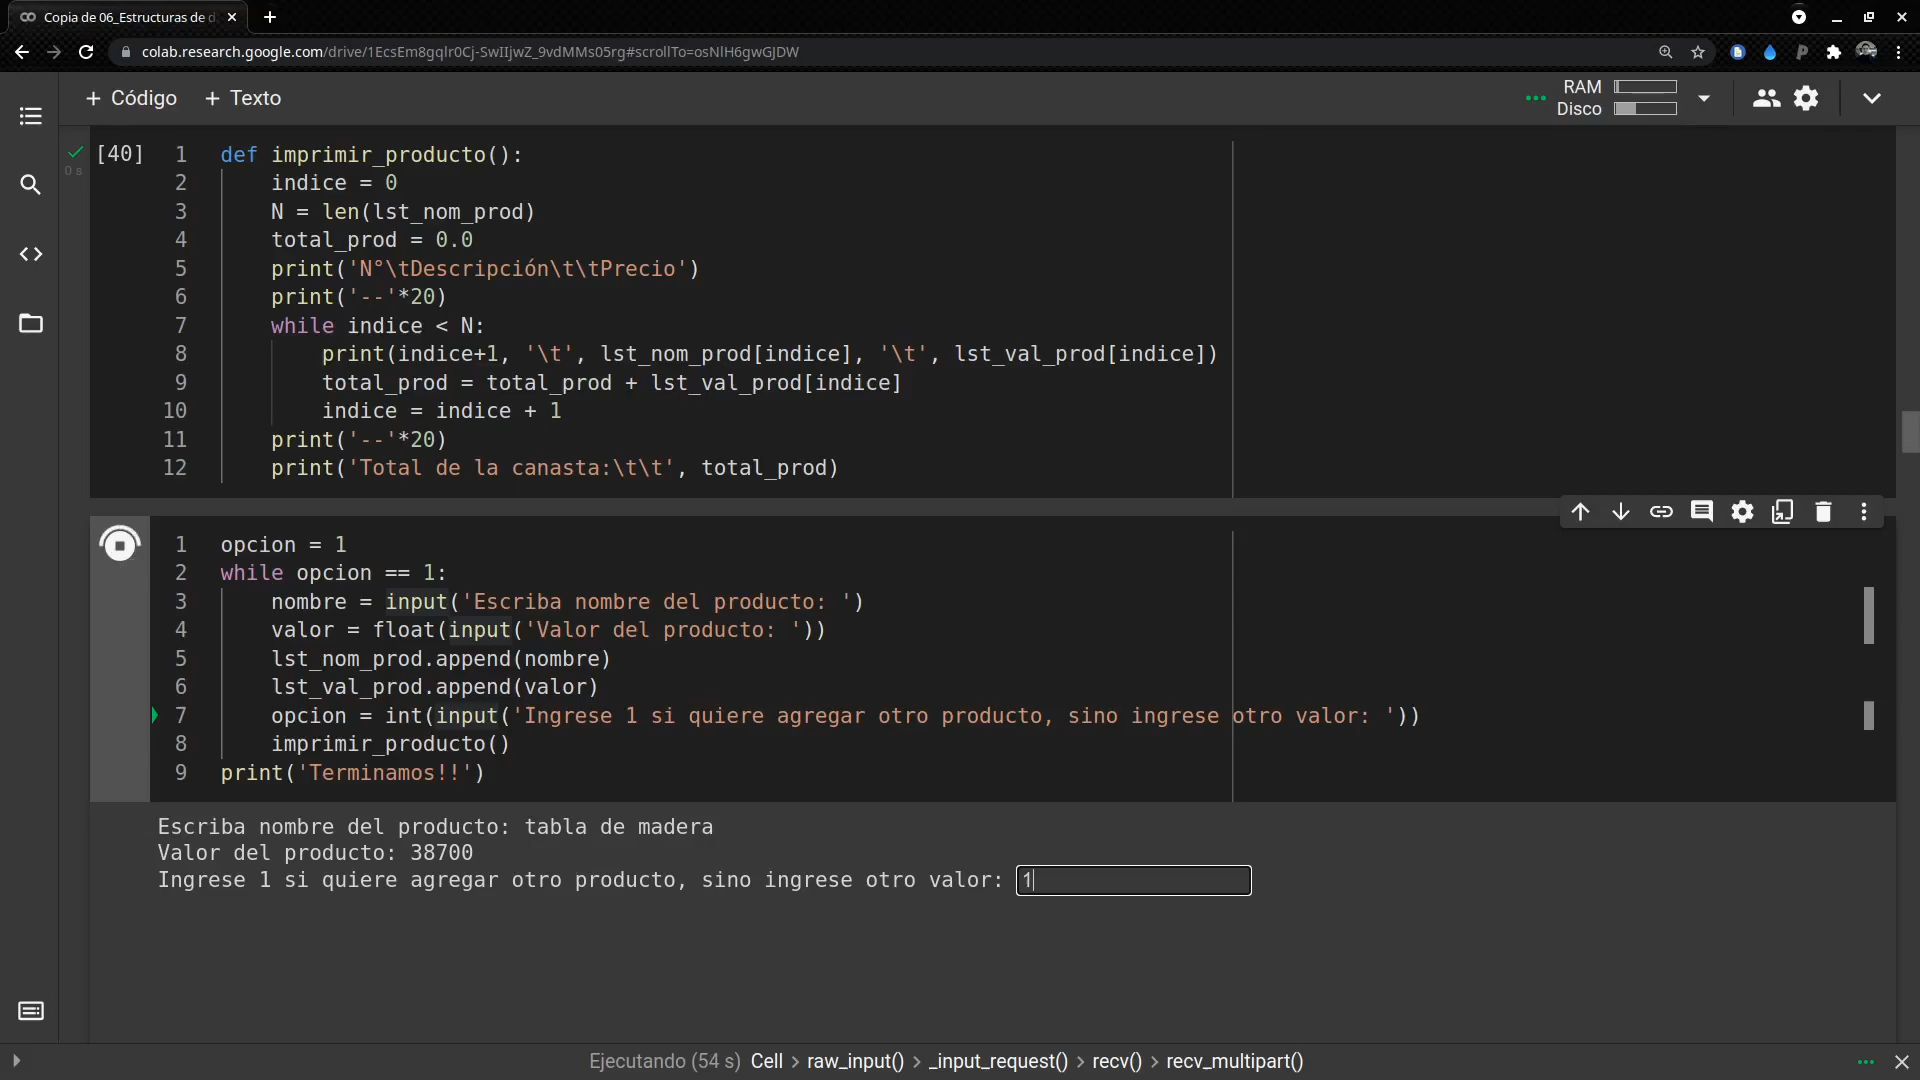 Copia de 06_Estructuras de d
colab.research.google.com/drive/1EcsEm8gqlr0Cj-SwIIjwZ_9vdMMs05rg#scrollTo=osNlH6gwGJDW
+ Código + Texto
RAM
Disco
[40]
0 s
1 def imprimir_producto():
2 indice = 0
3 N = len(lst_nom_prod)
4 total_prod = 0.0
5 print('N°\tDescripción\t\tPrecio')
6 print('--'*20)
7 while indice < N:
8 print(indice+1, '\t', lst_nom_prod[indice], '\t', lst_val_prod[indice])
9 total_prod = total_prod + lst_val_prod[indice]
10 indice = indice + 1
11 print('--'*20)
12 print('Total de la canasta:\t\t', total_prod)
1 opcion = 1
2 while opcion == 1:
3 nombre = input('Escriba nombre del producto: ')
4 valor = float(input('Valor del producto: '))
5 lst_nom_prod.append(nombre)
6 lst_val_prod.append(valor)
7 opcion = int(input('Ingrese 1 si quiere agregar otro producto, sino ingrese otro valor: '))
8 imprimir_producto()
9 print('Terminamos!!')
Escriba nombre del producto: tabla de madera
Valor del producto: 38700
Ingrese 1 si quiere agregar otro producto, sino ingrese otro valor: 1
Ejecutando (54 s) Cell > raw_input() > _input_request() > recv() > recv_multipart()